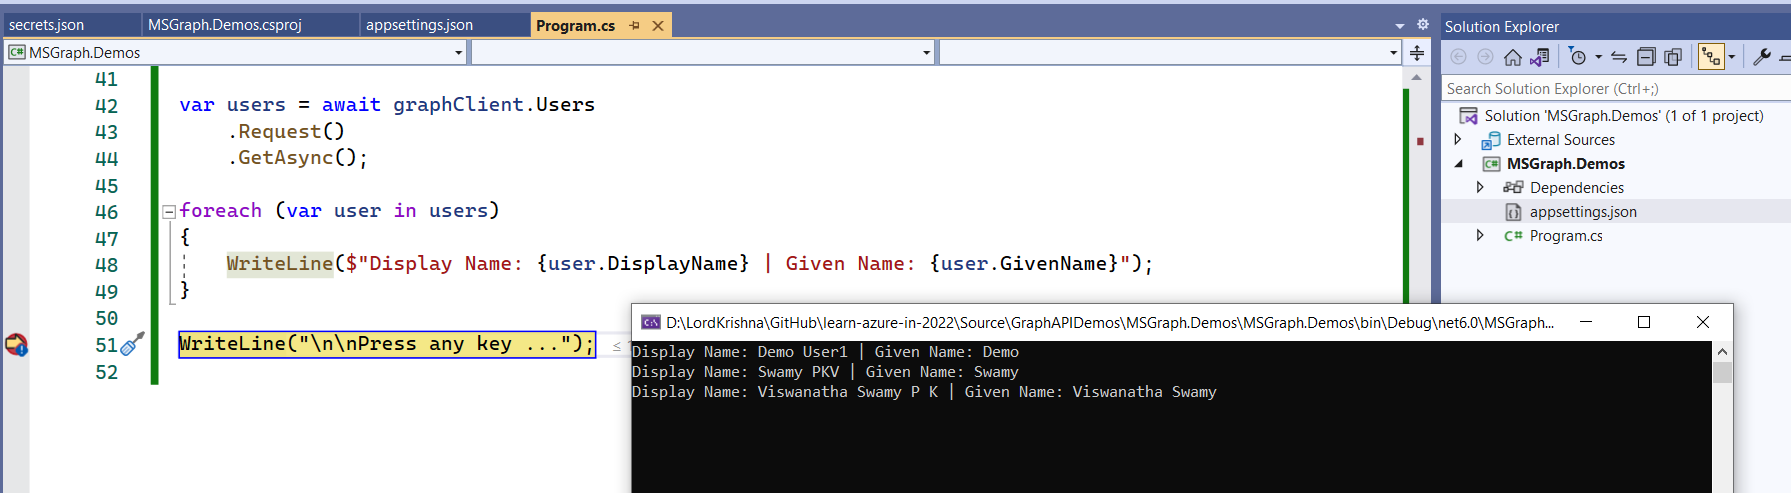 secrets.json MSGraph.Demos.csproj appsettings.json Program.cs
C# MSGraph.Demos
41
42 var users = await graphClient.Users
43 .Request()
44 .GetAsync();
45
46 foreach (var user in users)
47 {
48 WriteLine($"Display Name: {user.DisplayName} | Given Name: {user.GivenName}");
49 }
50
51 WriteLine("\n\nPress any key ...");
52
D:\LordKrishna\GitHub\learn-azure-in-2022\Source\GraphAPIDemos\MSGraph.Demos\MSGraph.Demos\bin\Debug\net6.0\MSGraph...
Display Name: Demo User1 | Given Name: Demo
Display Name: Swamy PKV | Given Name: Swamy
Display Name: Viswanatha Swamy P K | Given Name: Viswanatha Swamy
Solution Explorer
Search Solution Explorer (Ctrl+;)
Solution 'MSGraph.Demos' (1 of 1 project)
External Sources
C# MSGraph.Demos
Dependencies
appsettings.json
C# Program.cs